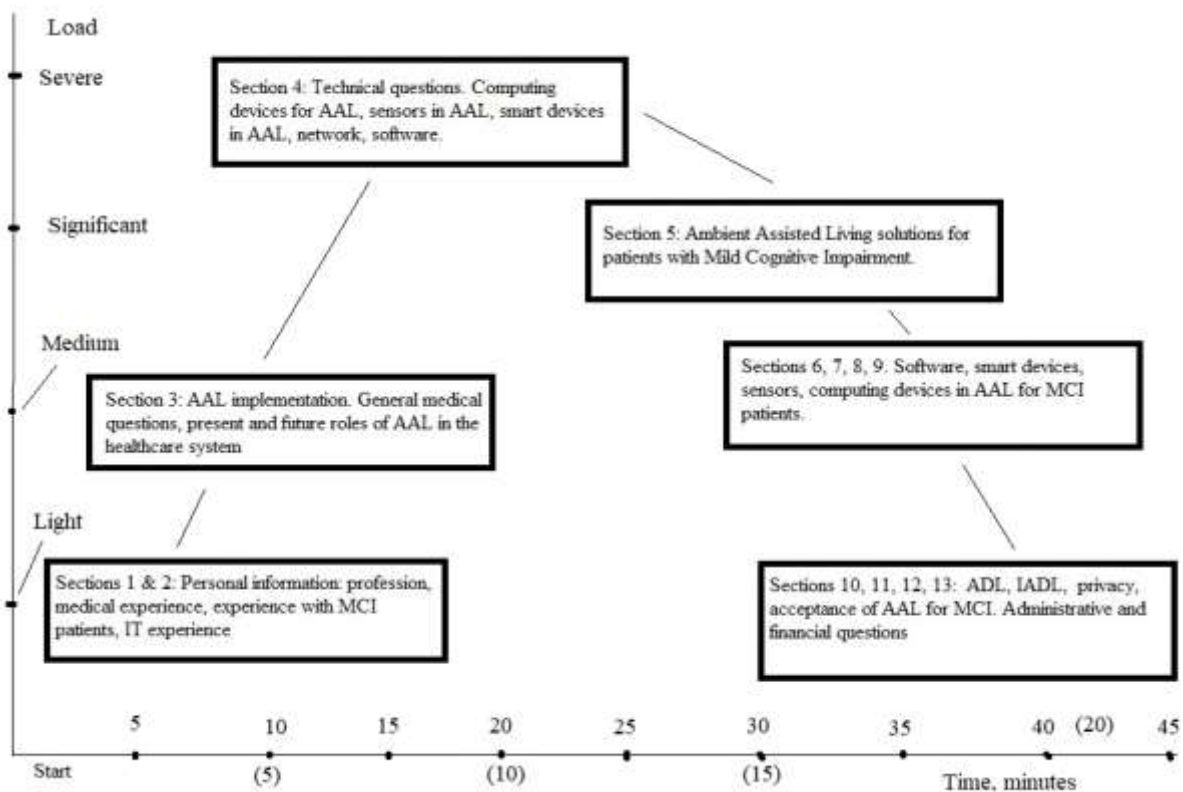 Load
Severe
Section 4: Technical questions. Computing
devices for AAL, sensors in AAL, smart devices
in AAL, network, software.
Significant
Section 5: Ambient Assisted Living solutions for
patients with Mild Cognitive Impairment.
Medium
Sections 6, 7, 8, 9. Software, smart devices,
sensors, computing devices in AAL for MCI
patients.
Section 3: AAL implementation. General medical
questions, present and future roles of AAL in the
healthcare system
Light
Sections 1 & 2: Personal information: profession,
medical experience, experience with MCI
patients, IT experience
Sections 10, 11, 12, 13: ADL, IADL, privacy,
acceptance of AAL for MCI. Administrative and
financial questions
5 10 15 20 25 30 35 40 (20) 45
Start (5) (10) (15) Time, minutes